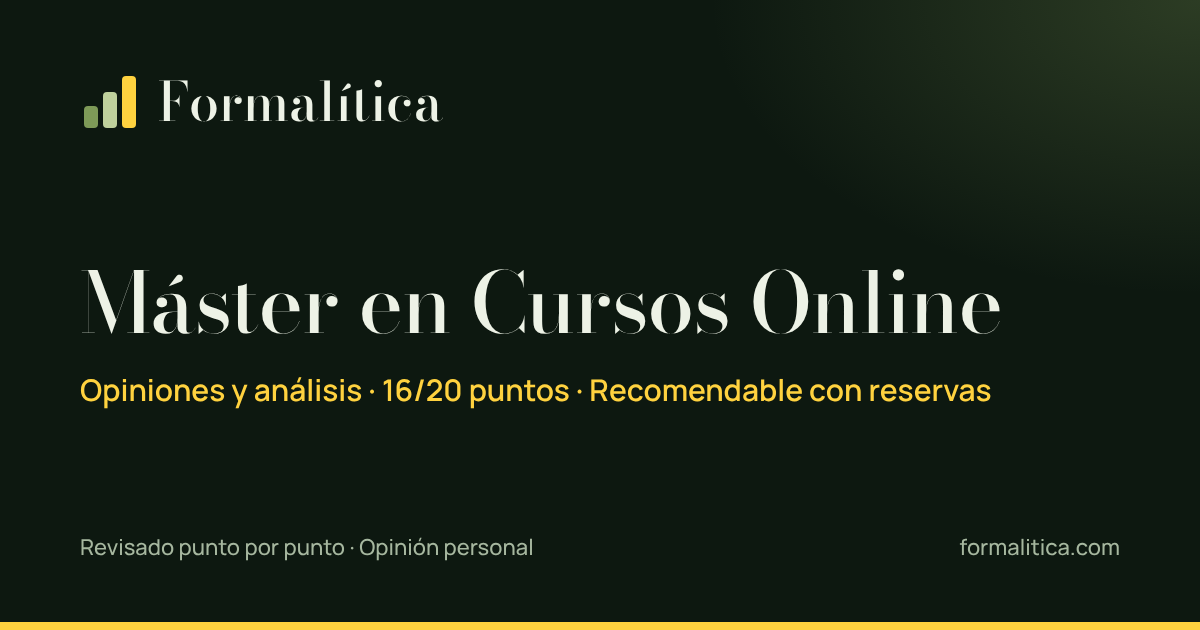 Formalítica
Máster en Cursos Online
Opiniones y análisis · 16/20 puntos · Recomendable con reservas
Revisado punto por punto · Opinión personal
formalitica.com